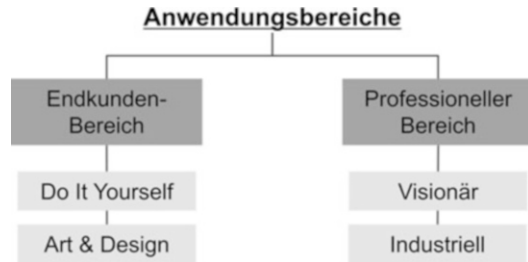 Anwendungsbereiche
Endkunden-
Bereich
Do It Yourself
Art & Design
Professioneller
Bereich
Visionär
Industriell